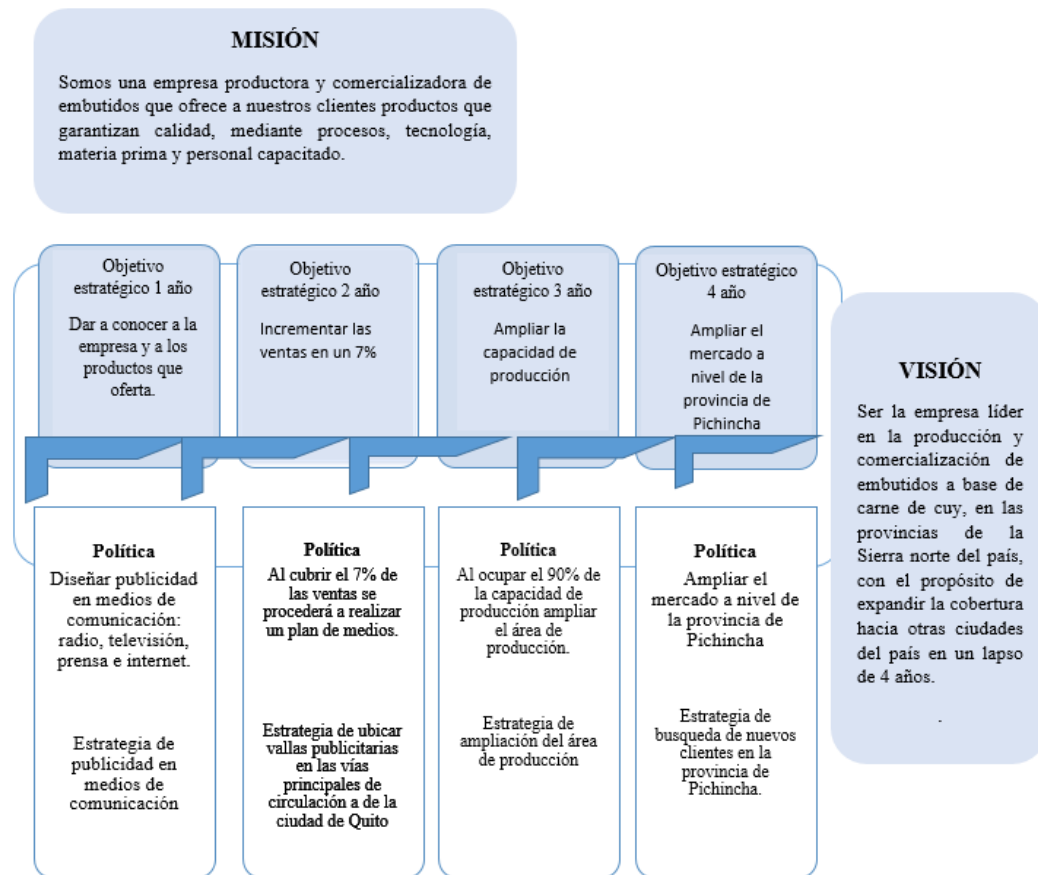 MISIÓN
Somos una empresa productora y comercializadora de
embutidos que ofrece a nuestros clientes productos que
garantizan calidad, mediante procesos, tecnología,
materia prima y personal capacitado.
Objetivo
estratégico 1 año
Dar a conocer a la
empresa y a los
productos que
oferta.
Objetivo
estratégico 2 año
Incrementar las
ventas en un 7%
Objetivo
estratégico 3 año
Ampliar la
capacidad de
producción
Objetivo estratégico
4 año
Ampliar el
mercado a
nivel de la
provincia de
Pichincha
Política
Diseñar publicidad
en medios de
comunicación:
radio, televisión,
prensa e internet.
Estrategia de
publicidad en
medios de
comunicación
Política
Al cubrir el 7% de
las ventas se
procederá a realizar
un plan de medios.
Estrategia de ubicar
vallas publicitarias
en las vías
principales de
circulación a de la
ciudad de Quito
Política
Al ocupar el 90% de
la capacidad de
producción ampliar
el área de
producción.
Estrategia de
ampliación del área
de producción
Política
Ampliar el
mercado a nivel de
la provincia de
Pichincha
Estrategia de
busqueda de nuevos
clientes en la
provincia de
Pichincha.
VISIÓN
Ser la empresa líder
en la producción y
comercialización de
embutidos a base de
carne de cuy, en las
provincias de la
Sierra norte del país,
con el propósito de
expandir la cobertura
hacia otras ciudades
del país en un lapso
de 4 años.
.